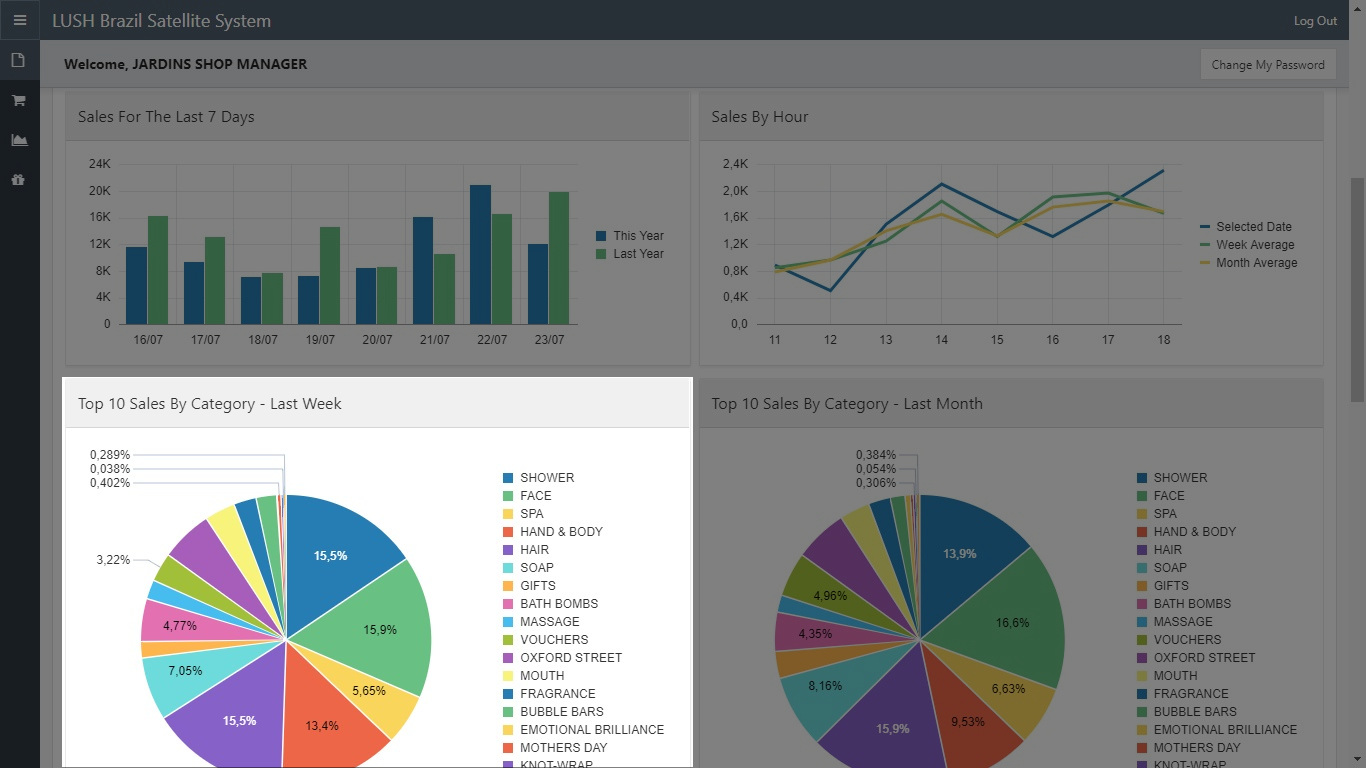 LUSH Brazil Satellite System
Log Out
Welcome, JARDINS SHOP MANAGER
Change My Password
Sales For The Last 7 Days
24K
20K
16K
12K
8K
4K
0
16/07 17/07 18/07 19/07 20/07 21/07 22/07 23/07
This Year
Last Year
Sales By Hour
2,4K
2,0K
1,6K
1,2K
0,8K
0,4K
0,0
11 12 13 14 15 16 17 18
Selected Date
Week Average
Month Average
Top 10 Sales By Category - Last Week
0,289%
0,038%
0,402%
3,22%
15,5%
15,9%
4,77%
7,05%
5,65%
15,5%
13,4%
SHOWER
FACE
SPA
HAND & BODY
HAIR
SOAP
GIFTS
BATH BOMBS
MASSAGE
VOUCHERS
OXFORD STREET
MOUTH
FRAGRANCE
BUBBLE BARS
EMOTIONAL BRILLIANCE
MOTHERS DAY
KNOT-WRAP
Top 10 Sales By Category - Last Month
0,384%
0,054%
0,306%
13,9%
4,96%
16,6%
4,35%
8,16%
6,63%
9,53%
15,9%
SHOWER
FACE
SPA
HAND & BODY
HAIR
SOAP
GIFTS
BATH BOMBS
MASSAGE
VOUCHERS
OXFORD STREET
MOUTH
FRAGRANCE
BUBBLE BARS
EMOTIONAL BRILLIANCE
MOTHERS DAY
KNOT-WRAP